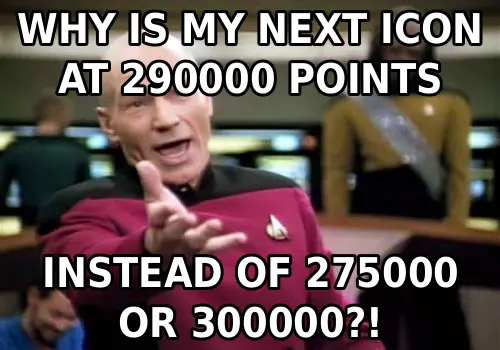 WHY IS MY NEXT ICON
AT 290000 POINTS
INSTEAD OF 275000
OR 300000?!